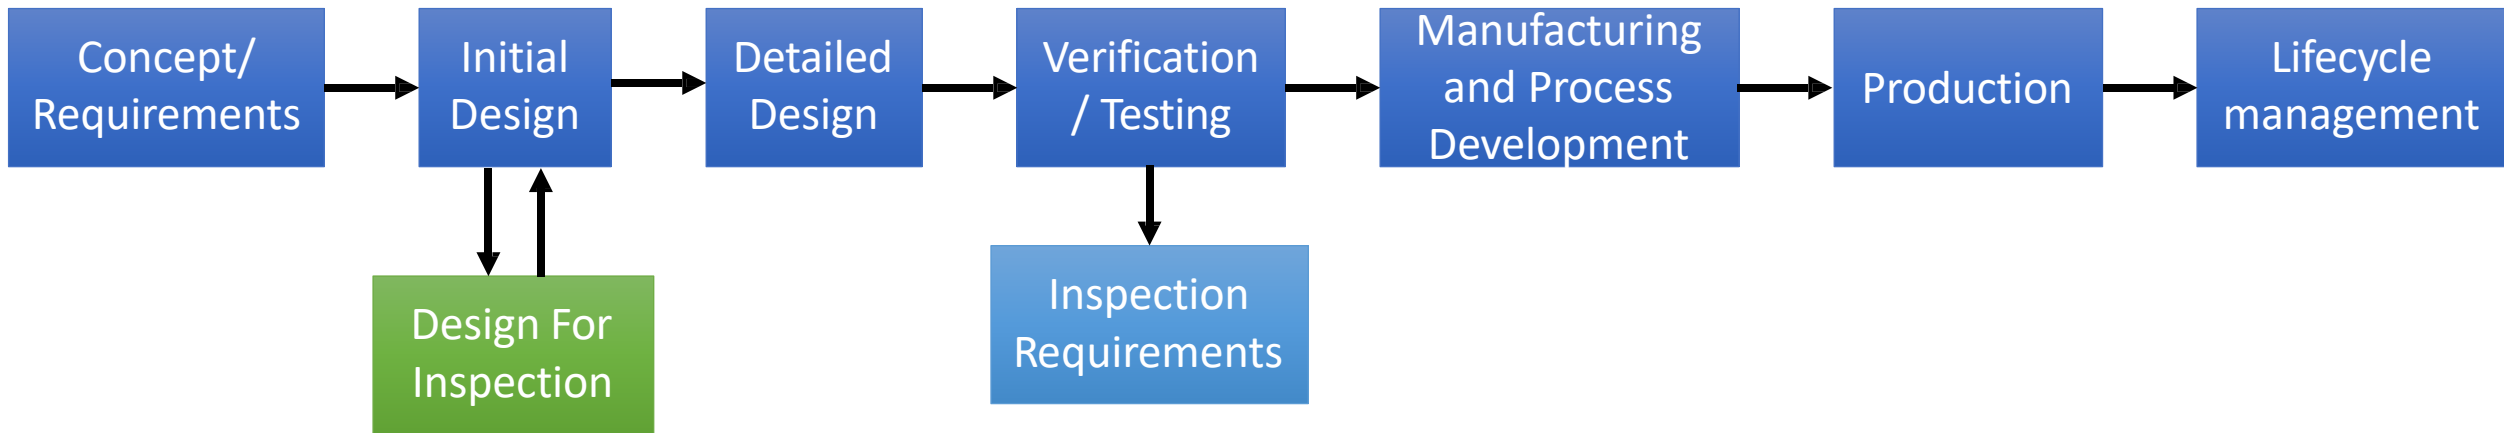 Concept/
Requirements
Initial
Design
Detailed
Design
Verification
/ Testing
Manufacturing
and Process
Development
Production
Lifecycle
management
Design For
Inspection
Inspection
Requirements